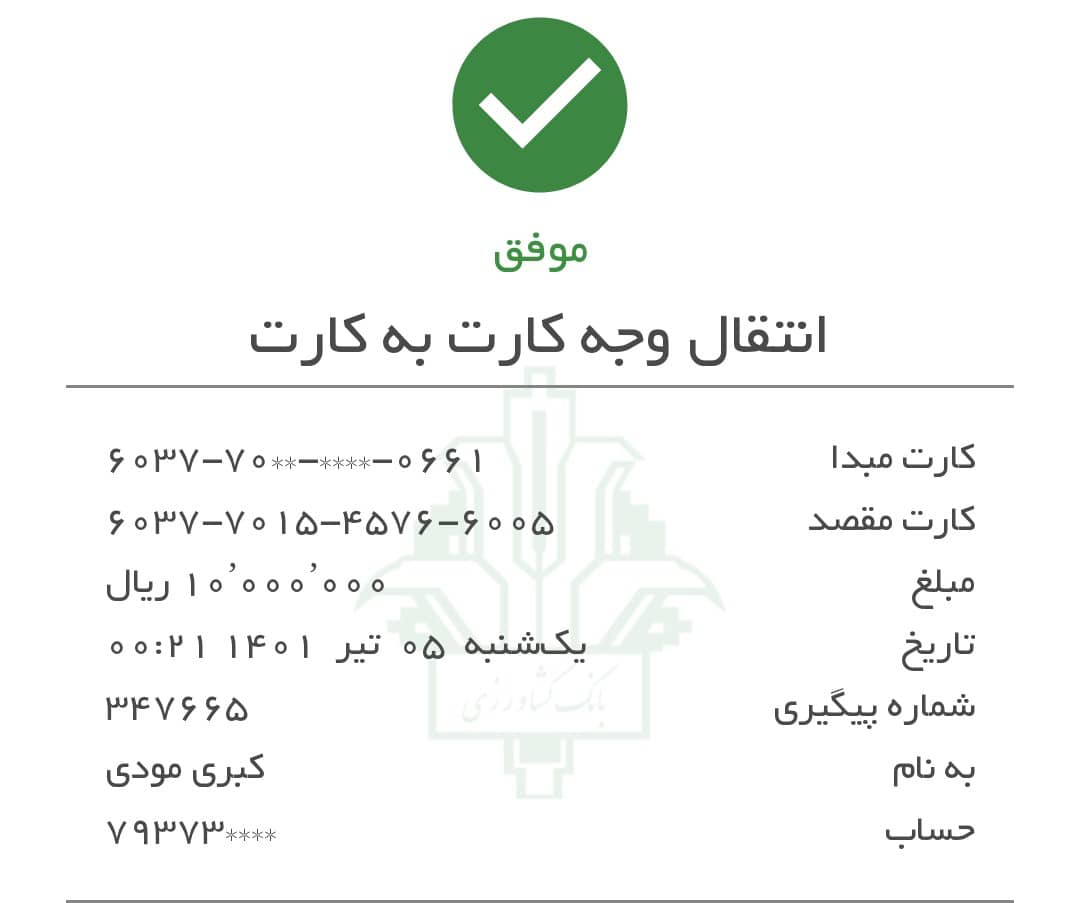 موفق
انتقال وجه کارت به کارت
کارت مبدا ۶۰۳۷-۷۰**-****-۰۶۶۱
کارت مقصد ۶۰۳۷-۷۰۱۵-۴۵۷۶-۶۰۰۵
مبلغ ۱۰٬۰۰۰٬۰۰۰ ریال
تاریخ یک‌شنبه ۰۵ تیر ۱۴۰۱ ۰۰:۲۱
شماره پیگیری ۳۴۷۶۶۵
به نام کبری مودی
حساب ۷۹۳۷۳****
بانک کشاورزی